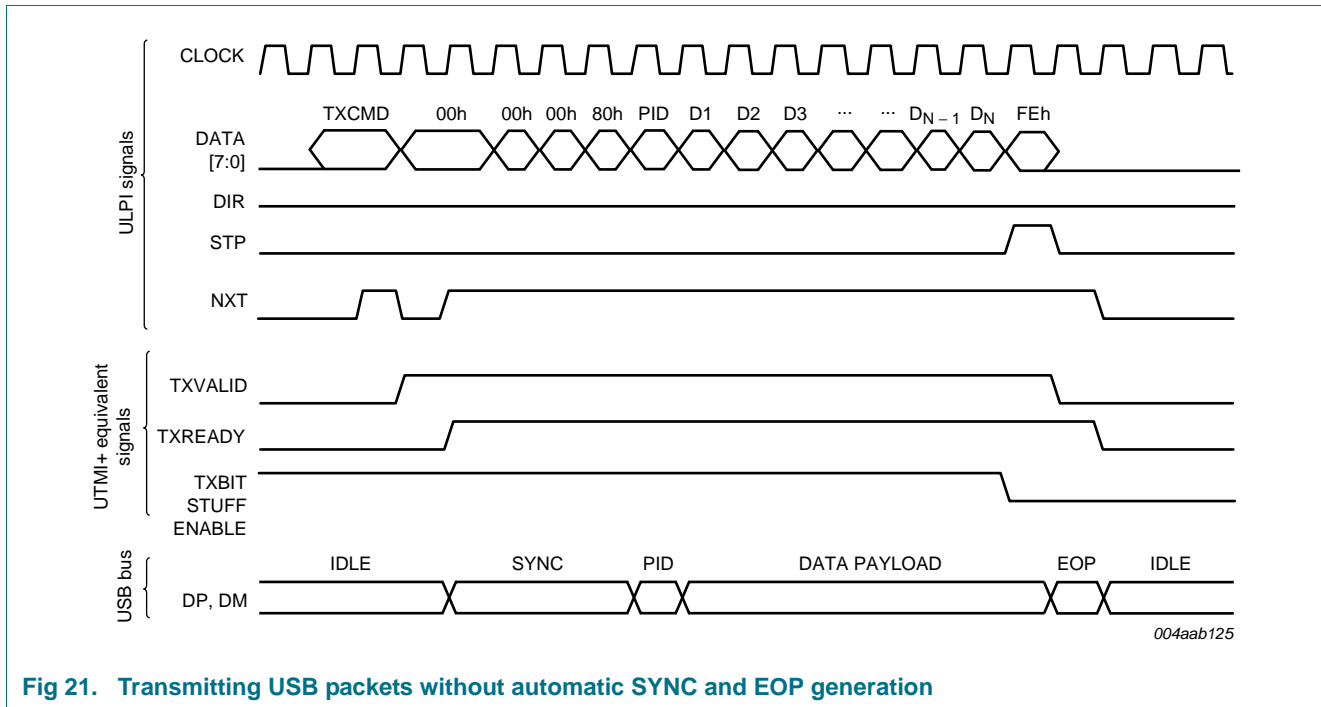 CLOCK
TXCMD 00h 00h 00h 80h PID D1 D2 D3 ... ... DN – 1 DN FEh
DATA
[7:0]
DIR
STP
NXT
ULPI signals
TXVALID
TXREADY
TXBIT
STUFF
ENABLE
UTMI+ equivalent
signals
IDLE SYNC PID DATA PAYLOAD EOP IDLE
DP, DM
USB bus
004aab125
Fig 21. Transmitting USB packets without automatic SYNC and EOP generation